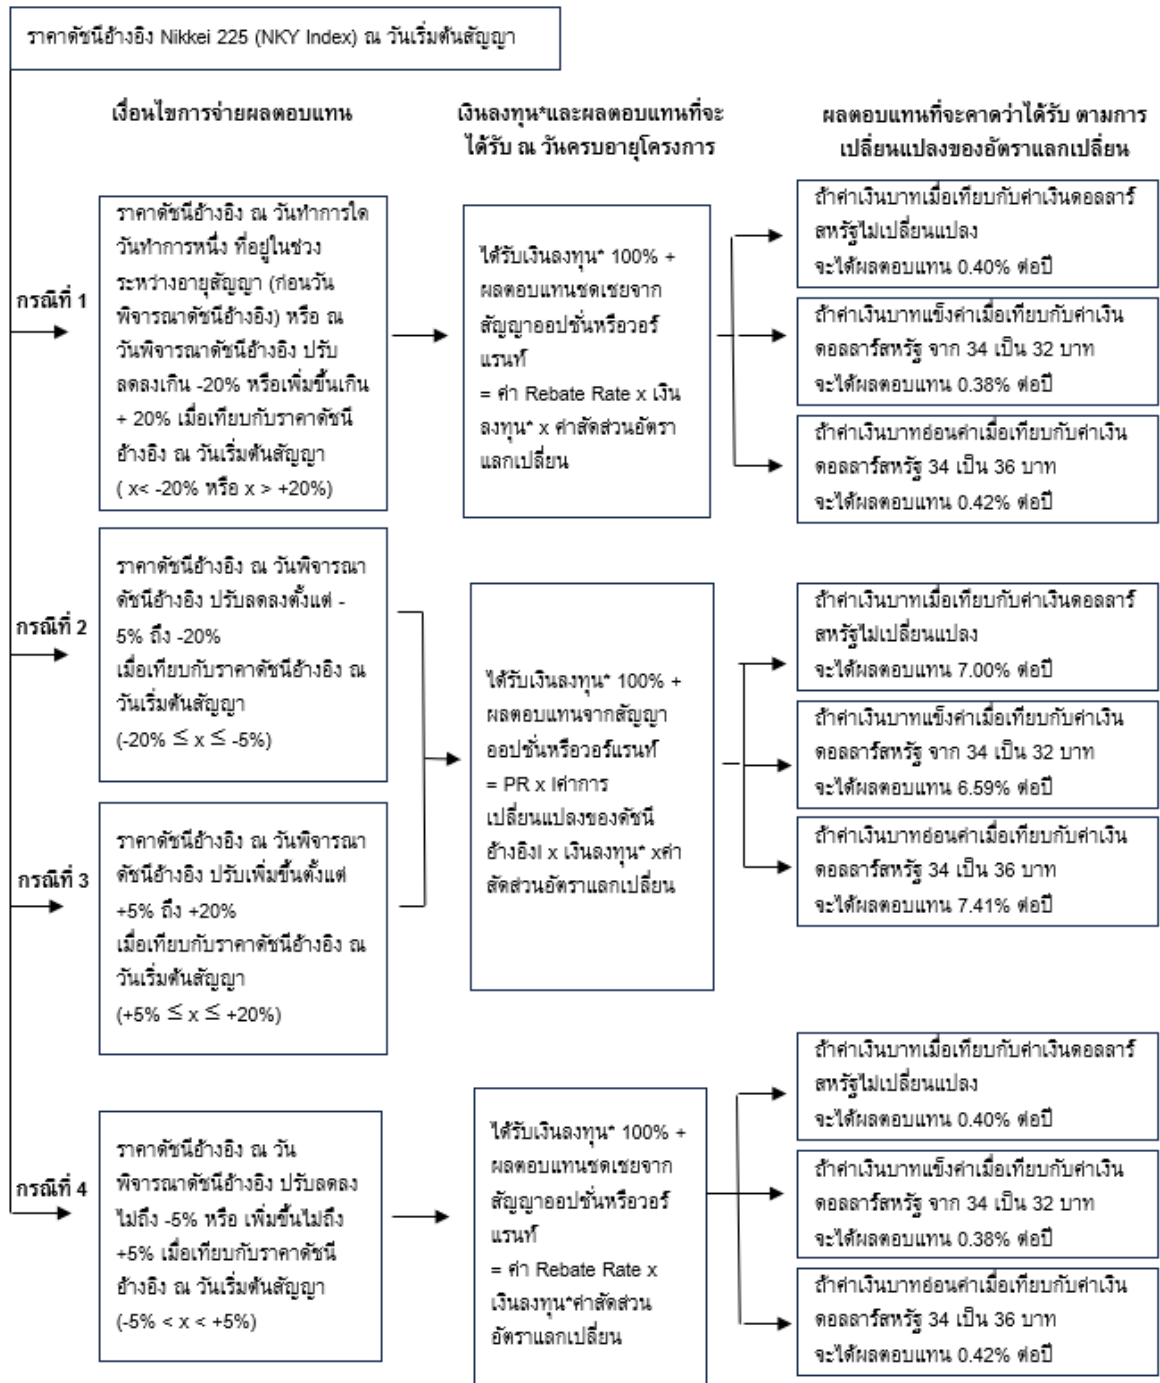 ราคาดัชนีอ้างอิง Nikkei 225 (NKY Index) ณ วันเริ่มต้นสัญญา
เงื่อนไขการจ่ายผลตอบแทน
เงินลงทุน*และผลตอบแทนที่จะ
ได้รับ ณ วันครบอายุโครงการ
ผลตอบแทนที่จะคาดว่าได้รับ ตามการ
เปลี่ยนแปลงของอัตราแลกเปลี่ยน
กรณีที่ 1
ราคาดัชนีอ้างอิง ณ วันทำการใด
วันทำการหนึ่ง ที่อยู่ในช่วง
ระหว่างอายุสัญญา (ก่อนวัน
พิจารณาดัชนีอ้างอิง) หรือ ณ
วันพิจารณาดัชนีอ้างอิง ปรับ
ลดลงเกิน -20% หรือเพิ่มขึ้นเกิน
+ 20% เมื่อเทียบกับราคาดัชนี
อ้างอิง ณ วันเริ่มต้นสัญญา
( x< -20% หรือ x > +20%)
ได้รับเงินลงทุน* 100% +
ผลตอบแทนชดเชยจาก
สัญญาออปชั่นหรือวอร์
แรนท์
= ค่า Rebate Rate x เงิน
ลงทุน* x ค่าสัดส่วนอัตรา
แลกเปลี่ยน
ถ้าค่าเงินบาทเมื่อเทียบกับค่าเงินดอลลาร์
สหรัฐไม่เปลี่ยนแปลง
จะได้ผลตอบแทน 0.40% ต่อปี
ถ้าค่าเงินบาทแข็งค่าเมื่อเทียบกับค่าเงิน
ดอลลาร์สหรัฐ จาก 34 เป็น 32 บาท
จะได้ผลตอบแทน 0.38% ต่อปี
ถ้าค่าเงินบาทอ่อนค่าเมื่อเทียบกับค่าเงิน
ดอลลาร์สหรัฐ 34 เป็น 36 บาท
จะได้ผลตอบแทน 0.42% ต่อปี
กรณีที่ 2
ราคาดัชนีอ้างอิง ณ วันพิจารณา
ดัชนีอ้างอิง ปรับลดลงตั้งแต่ -
5% ถึง -20%
เมื่อเทียบกับราคาดัชนีอ้างอิง ณ
วันเริ่มต้นสัญญา
(-20% ≤ x ≤ -5%)
กรณีที่ 3
ราคาดัชนีอ้างอิง ณ วันพิจารณา
ดัชนีอ้างอิง ปรับเพิ่มขึ้นตั้งแต่
+5% ถึง +20%
เมื่อเทียบกับราคาดัชนีอ้างอิง ณ
วันเริ่มต้นสัญญา
(+5% ≤ x ≤ +20%)
ได้รับเงินลงทุน* 100% +
ผลตอบแทนจากสัญญา
ออปชั่นหรือวอร์แรนท์
= PR x Iค่าการ
เปลี่ยนแปลงของดัชนี
อ้างอิงI x เงินลงทุน* xค่า
สัดส่วนอัตราแลกเปลี่ยน
ถ้าค่าเงินบาทเมื่อเทียบกับค่าเงินดอลลาร์
สหรัฐไม่เปลี่ยนแปลง
จะได้ผลตอบแทน 7.00% ต่อปี
ถ้าค่าเงินบาทแข็งค่าเมื่อเทียบกับค่าเงิน
ดอลลาร์สหรัฐ จาก 34 เป็น 32 บาท
จะได้ผลตอบแทน 6.59% ต่อปี
ถ้าค่าเงินบาทอ่อนค่าเมื่อเทียบกับค่าเงิน
ดอลลาร์สหรัฐ 34 เป็น 36 บาท
จะได้ผลตอบแทน 7.41% ต่อปี
กรณีที่ 4
ราคาดัชนีอ้างอิง ณ วัน
พิจารณาดัชนีอ้างอิง ปรับลดลง
ไม่ถึง -5% หรือ เพิ่มขึ้นไม่ถึง
+5% เมื่อเทียบกับราคาดัชนี
อ้างอิง ณ วันเริ่มต้นสัญญา
(-5% < x < +5%)
ได้รับเงินลงทุน* 100% +
ผลตอบแทนชดเชยจาก
สัญญาออปชั่นหรือวอร์
แรนท์
= ค่า Rebate Rate x
เงินลงทุน*ค่าสัดส่วน
อัตราแลกเปลี่ยน
ถ้าค่าเงินบาทเมื่อเทียบกับค่าเงินดอลลาร์
สหรัฐไม่เปลี่ยนแปลง
จะได้ผลตอบแทน 0.40% ต่อปี
ถ้าค่าเงินบาทแข็งค่าเมื่อเทียบกับค่าเงิน
ดอลลาร์สหรัฐ จาก 34 เป็น 32 บาท
จะได้ผลตอบแทน 0.38% ต่อปี
ถ้าค่าเงินบาทอ่อนค่าเมื่อเทียบกับค่าเงิน
ดอลลาร์สหรัฐ 34 เป็น 36 บาท
จะได้ผลตอบแทน 0.42% ต่อปี